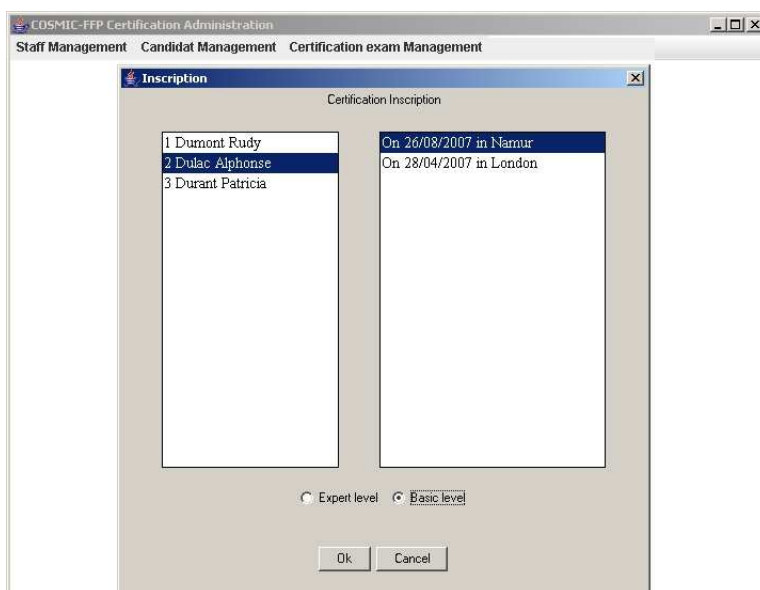 COSMIC-FFP Certification Administration
Staff Management Candidat Management Certification exam Management
Inscription
Certification Inscription
1 Dumont Rudy
2 Dulac Alphonse
3 Durant Patricia
On 26/08/2007 in Namur
On 28/04/2007 in London
Expert level Basic level
Ok Cancel